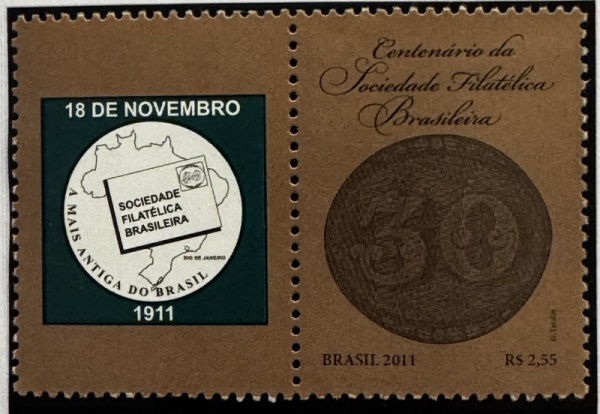 18 DE NOVEMBRO
SOCIEDADE
FILATÉLICA
BRASILEIRA
RIO DE JANEIRO
A MAIS ANTIGA DO BRASIL
1911
Centenário da
Sociedade Filatélica
Brasileira
30
BRASIL 2011
R$ 2,55